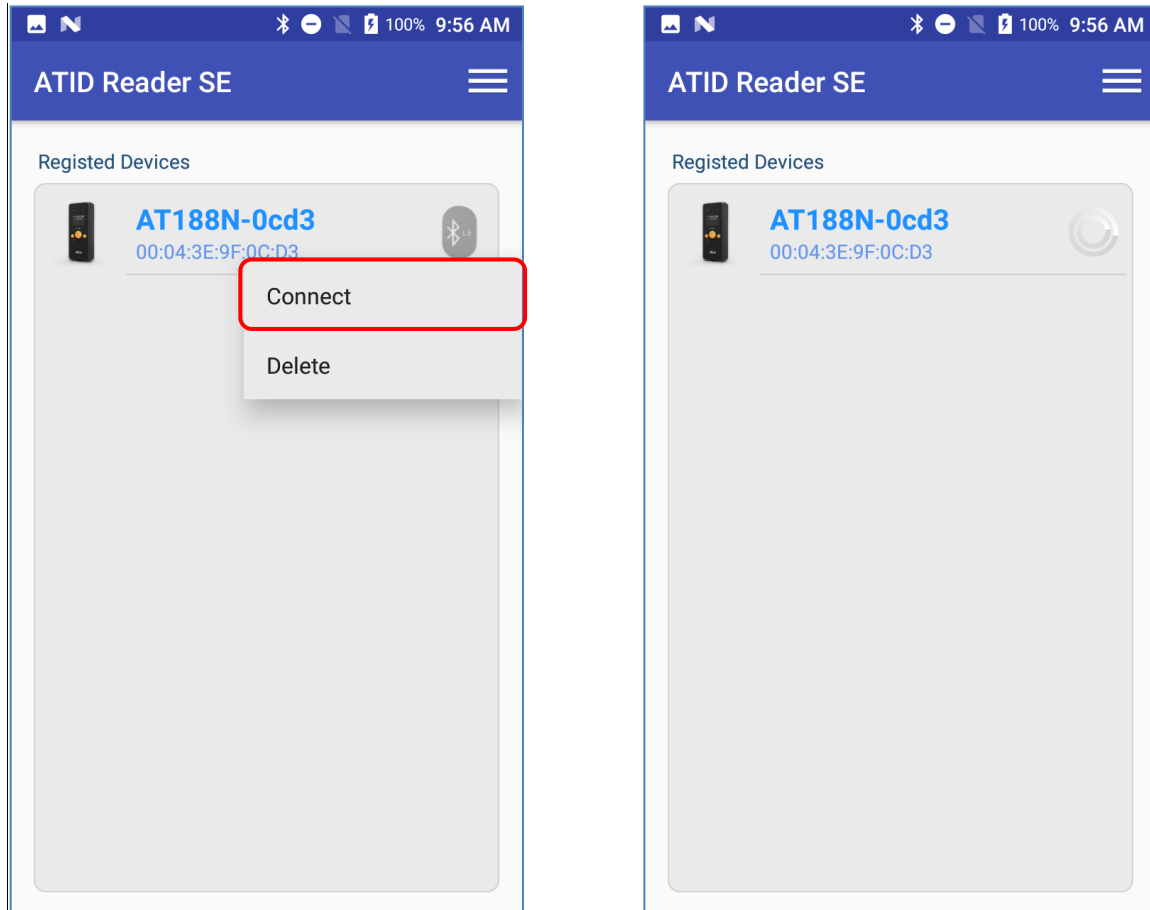 100% 9:56 AM
ATID Reader SE
Registed Devices
AT188N-0cd3
LE
00:04:3E:9F:0C:D3
Connect
Delete
100% 9:56 AM
ATID Reader SE
Registed Devices
AT188N-0cd3
00:04:3E:9F:0C:D3